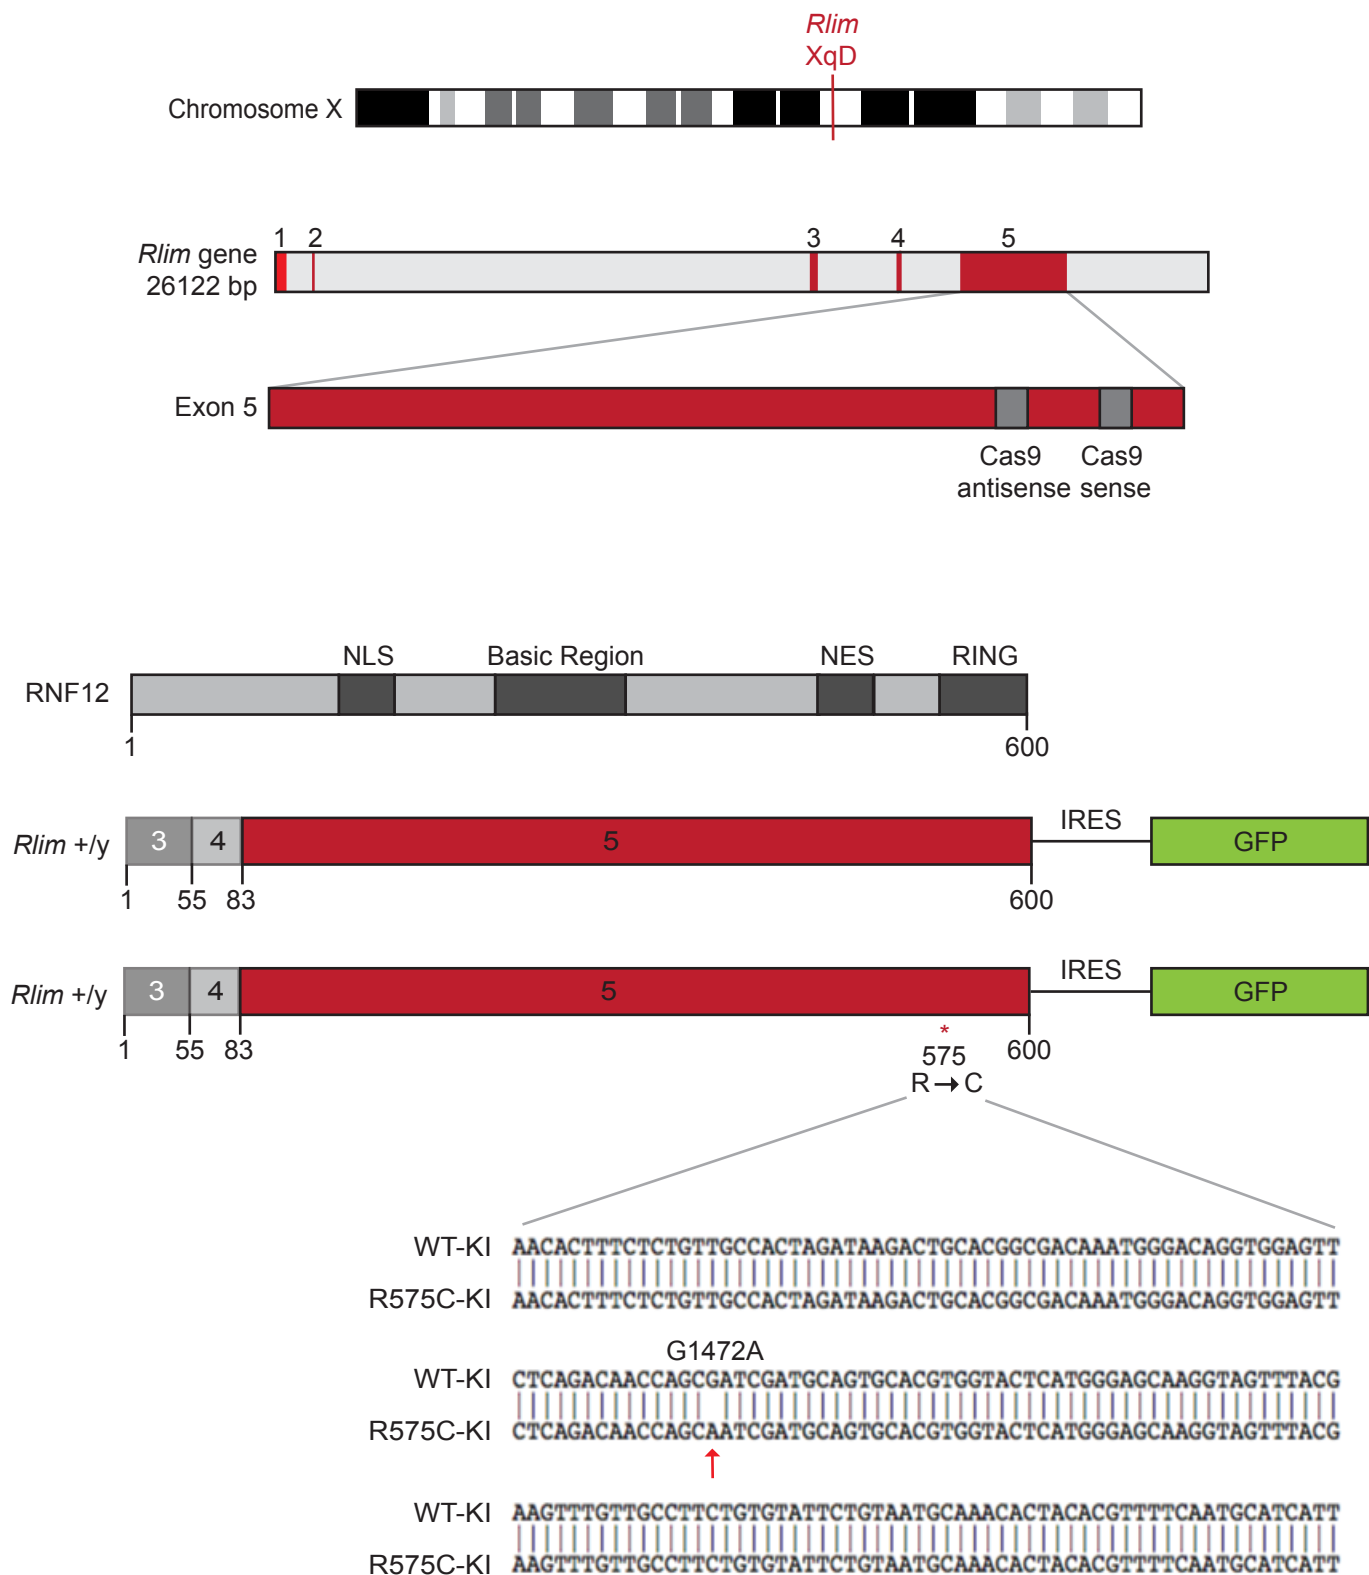 Rlim
XqD
Chromosome X
1 2 3 4 5
Rlim gene
26122 bp
Exon 5
Cas9 Cas9
antisense sense
NLS Basic Region NES RING
RNF12
1 600
IRES
Rlim +/y 3 4 5 GFP
1 55 83 600
IRES
Rlim +/y 3 4 5 GFP
*
1 55 83 575 600
R → C
WT-KI AACACTTTCTCTGTTGCCACTAGATAAGACTGCACGGCGACAAATGGGACAGGTGGAGTT
R575C-KI AACACTTTCTCTGTTGCCACTAGATAAGACTGCACGGCGACAAATGGGACAGGTGGAGTT
G1472A
WT-KI CTCAGACAACCAGCGATCGATGCAGTGCACGTGGTACTCATGGGAGCAAGGTAGTTTACG
R575C-KI CTCAGACAACCAGCAATCGATGCAGTGCACGTGGTACTCATGGGAGCAAGGTAGTTTACG
WT-KI AAGTTTGTTGCCTTCTGTGTATTCTGTAATGCAAACACTACACGTTTTCAATGCATCATT
R575C-KI AAGTTTGTTGCCTTCTGTGTATTCTGTAATGCAAACACTACACGTTTTCAATGCATCATT